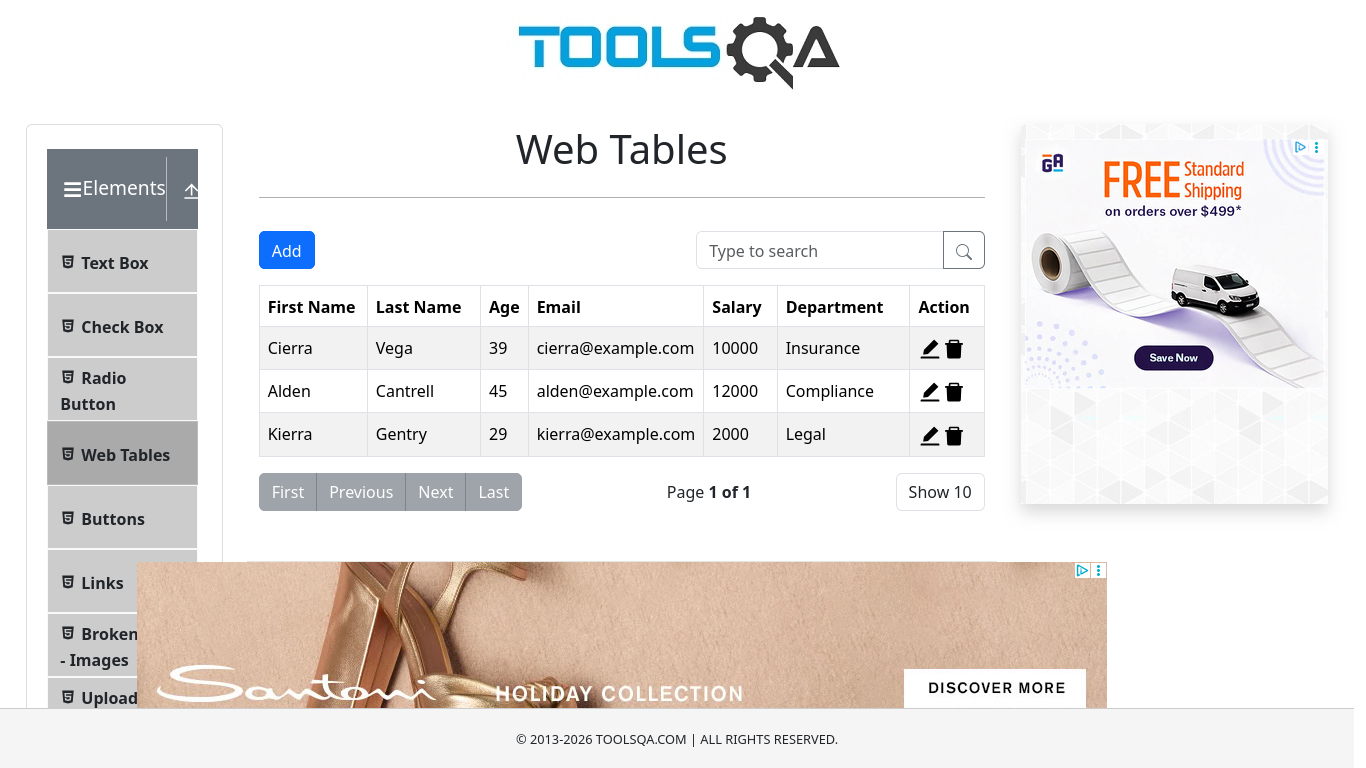 TOOLSQA
Elements
Text Box
Check Box
Radio
Button
Web Tables
Buttons
Links
Broken
- Images
Upload
Web Tables
Add
Type to search
First Name Last Name Age Email Salary Department Action
Cierra Vega 39 cierra@example.com 10000 Insurance
Alden Cantrell 45 alden@example.com 12000 Compliance
Kierra Gentry 29 kierra@example.com 2000 Legal
First Previous Next Last Page 1 of 1 Show 10
GA
FREE Standard
Shipping
on orders over $499*
Save Now
Santoni HOLIDAY COLLECTION DISCOVER MORE
© 2013-2026 TOOLSQA.COM | ALL RIGHTS RESERVED.